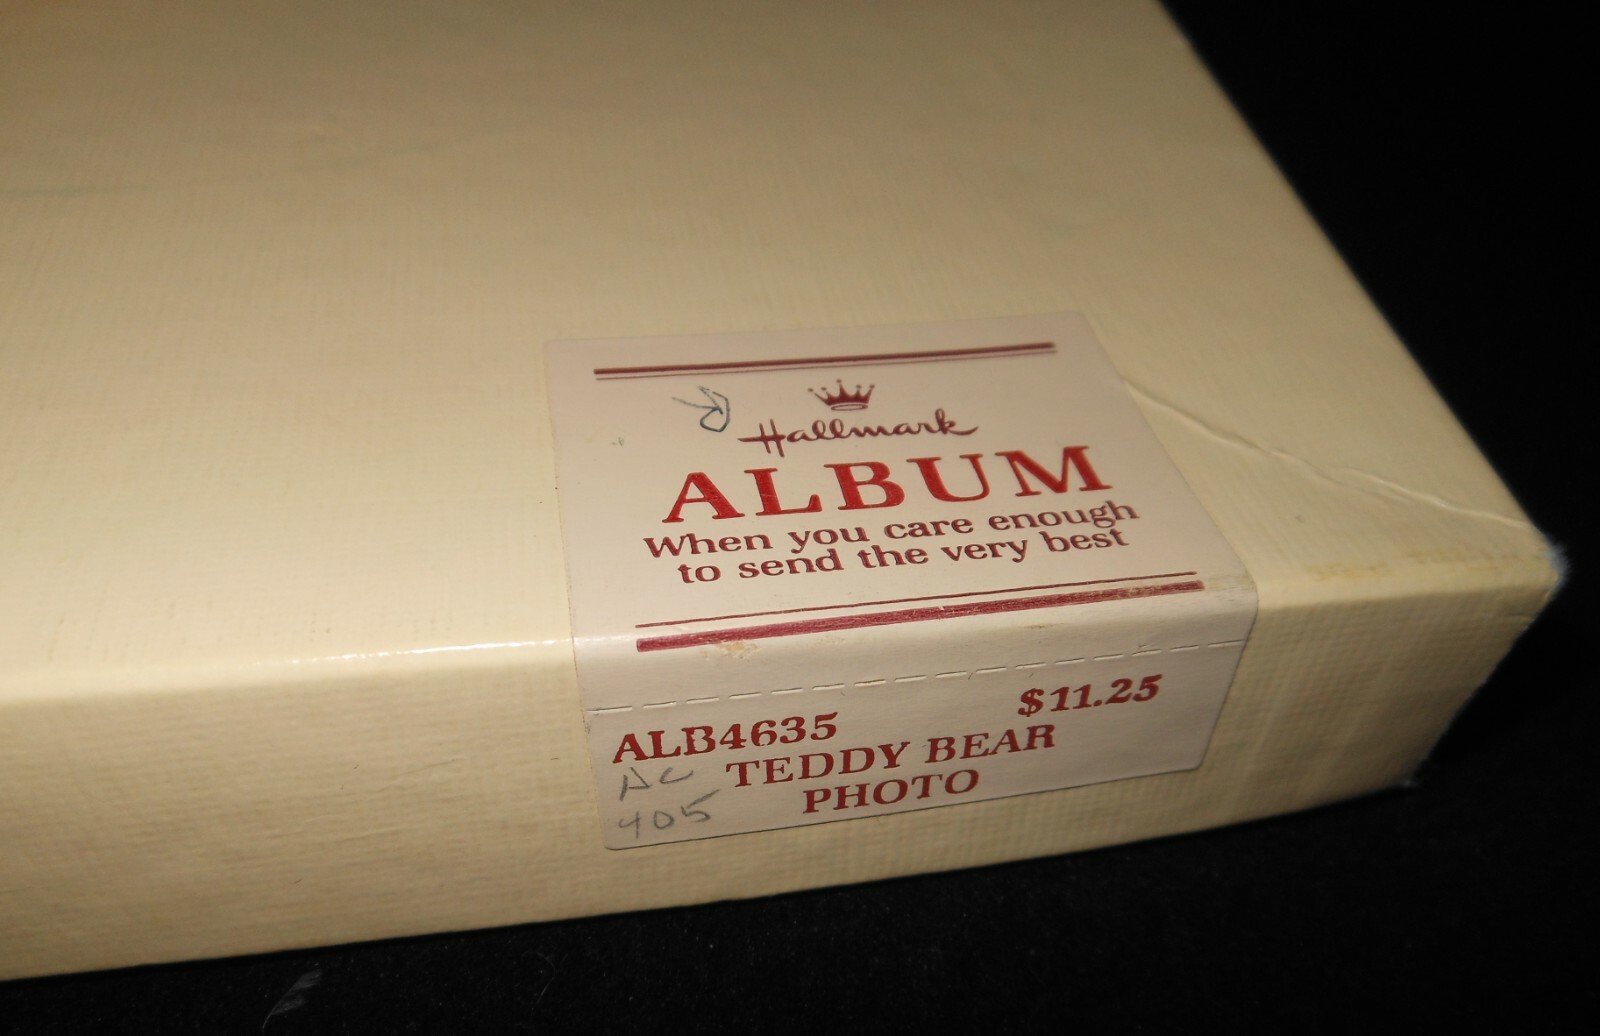 Hallmark
ALBUM
When you care enough
to send the very best
ALB4635 $11.25
TEDDY BEAR
PHOTO
AC
405